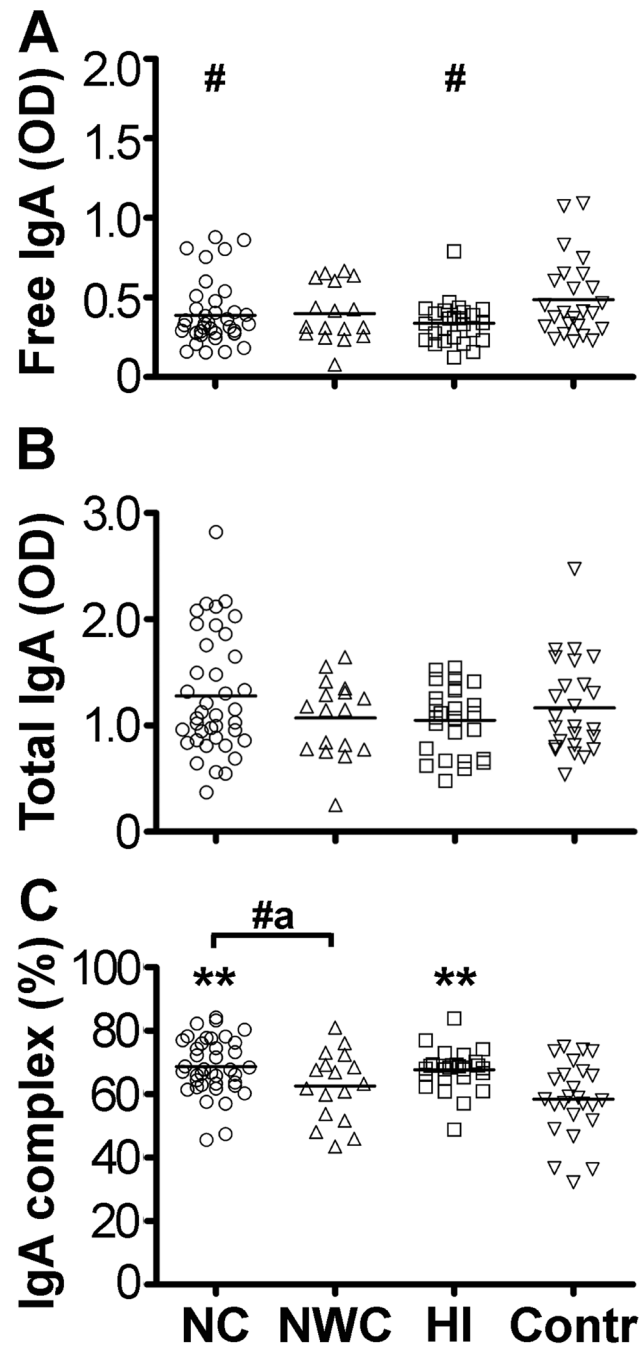 A
Free IgA (OD)
2.0
1.5
1.0
0.5
0
# #
B
Total IgA (OD)
3.0
2.0
1.0
0
C
IgA complex (%)
#a
** **
100
80
60
40
20
0
NC NWC HI Contr